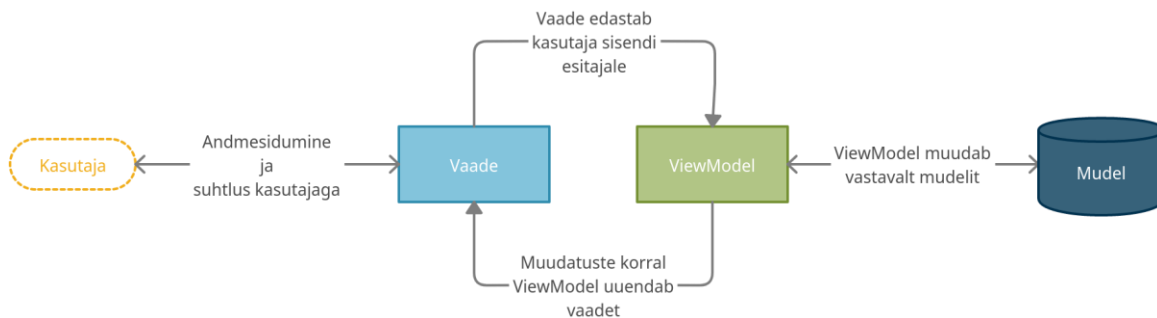 Vaade edastab
kasutaja sisendi
esitajale
Kasutaja
Andmesidumine
ja
suhtlus kasutajaga
Vaade
ViewModel
ViewModel muudab
vastavalt mudelit
Mudel
Muudatuste korral
ViewModel uuendab
vaadet